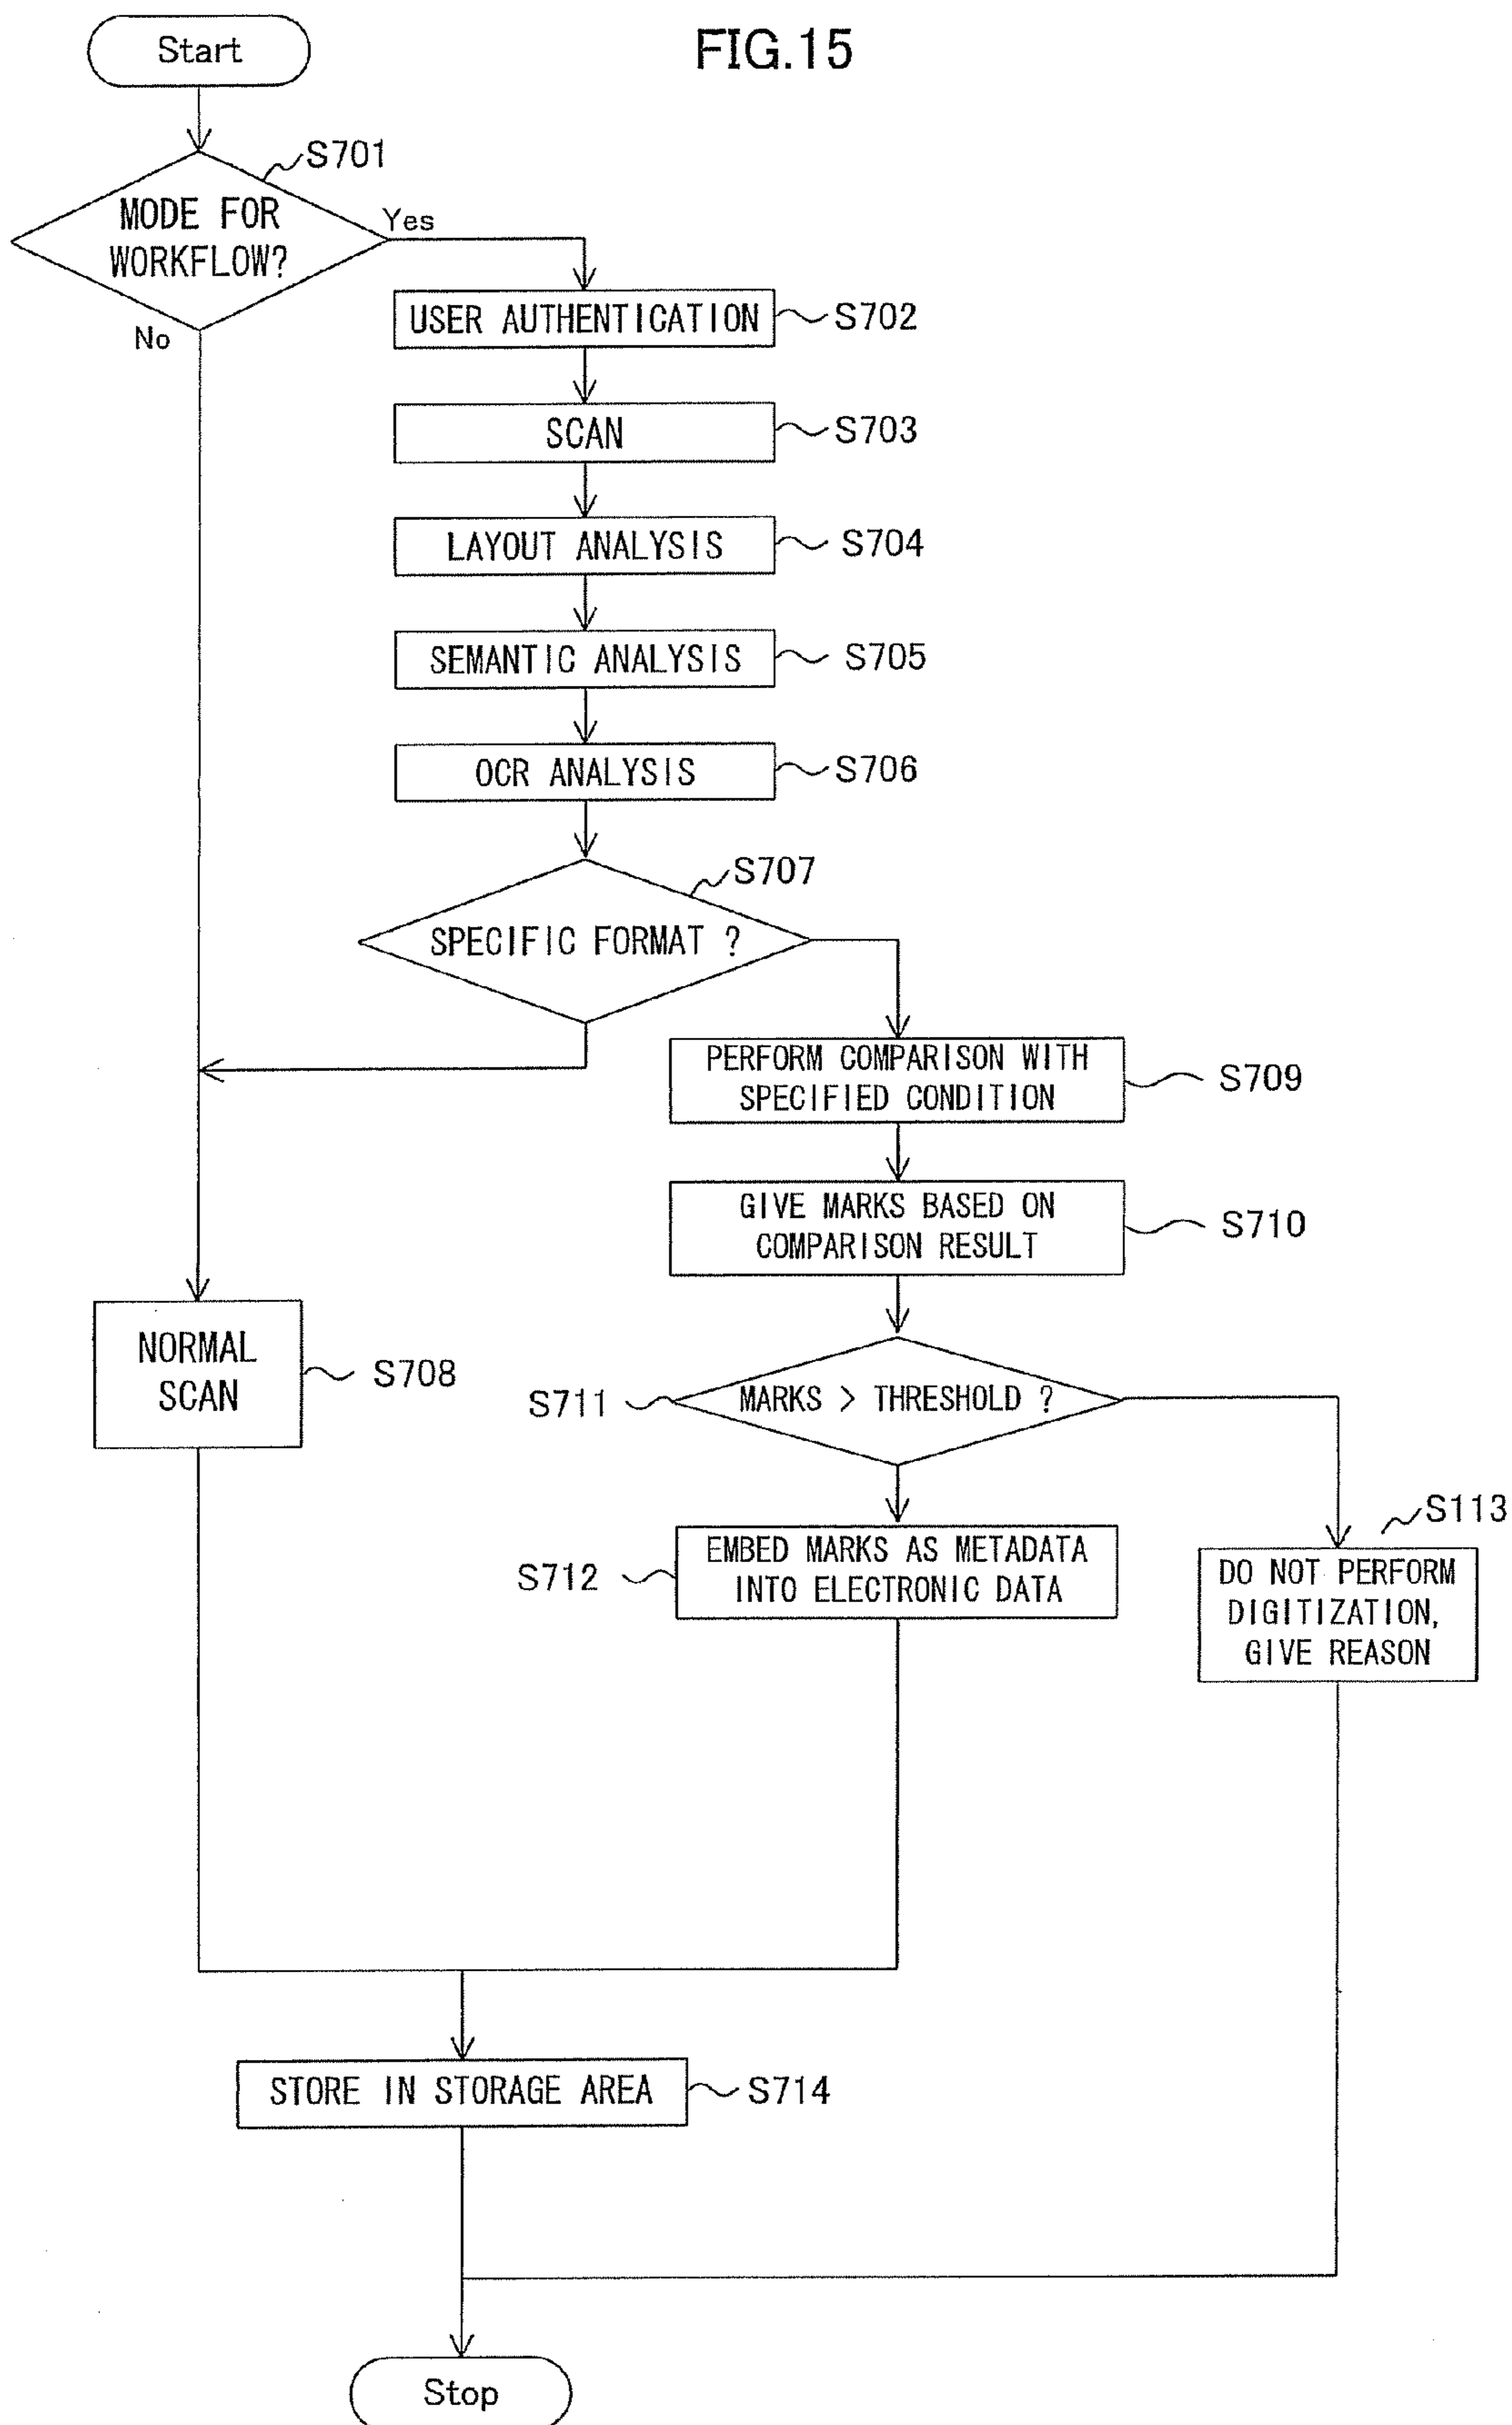 FIG.15
Start
S701
MODE FOR
WORKFLOW?
Yes
No
USER AUTHENTICATION
S702
SCAN
S703
LAYOUT ANALYSIS
S704
SEMANTIC ANALYSIS
S705
OCR ANALYSIS
S706
S707
SPECIFIC FORMAT ?
PERFORM COMPARISON WITH
SPECIFIED CONDITION
S709
GIVE MARKS BASED ON
COMPARISON RESULT
S710
NORMAL
SCAN
S708
S711
MARKS > THRESHOLD ?
S712
EMBED MARKS AS METADATA
INTO ELECTRONIC DATA
S113
DO NOT PERFORM
DIGITIZATION,
GIVE REASON
STORE IN STORAGE AREA
S714
Stop